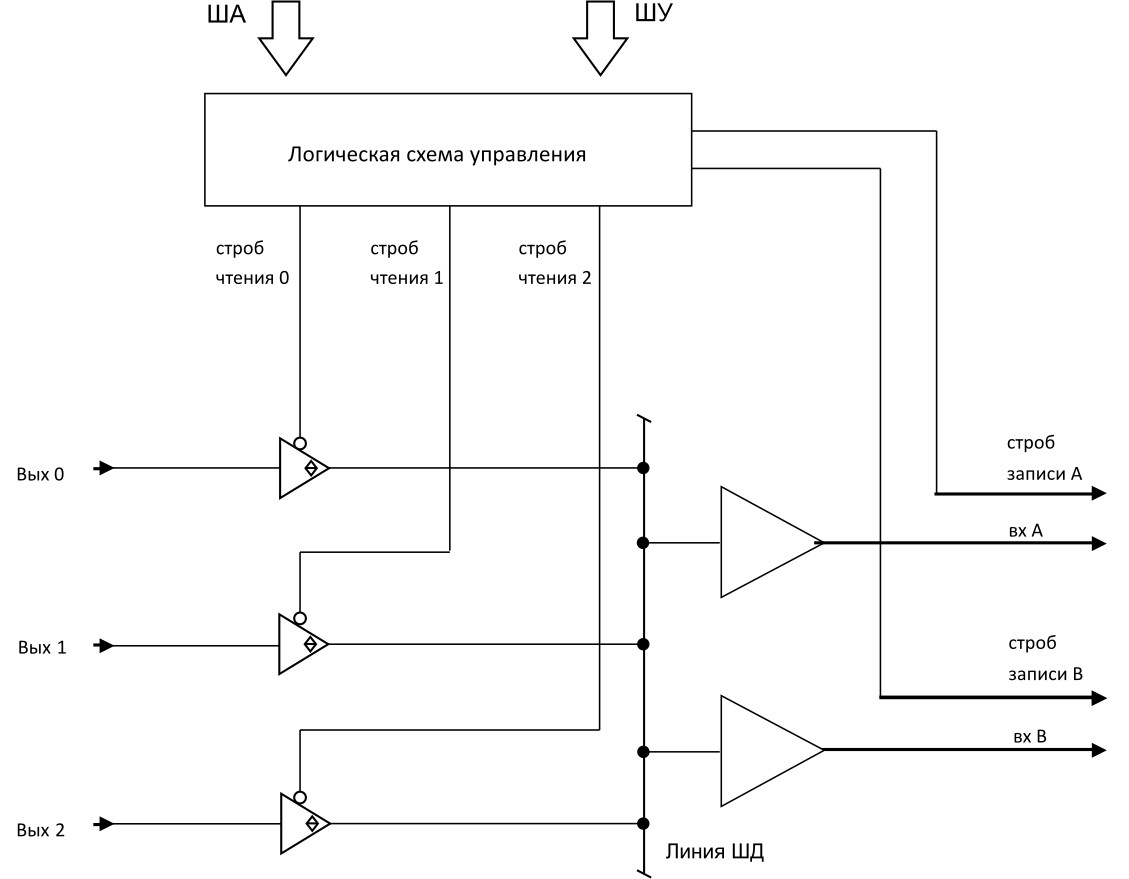 ША
ШУ
Логическая схема управления
строб
чтения 0
строб
чтения 1
строб
чтения 2
строб
записи А
Вых 0
вх А
строб
записи В
Вых 1
вх В
Вых 2
Линия ШД